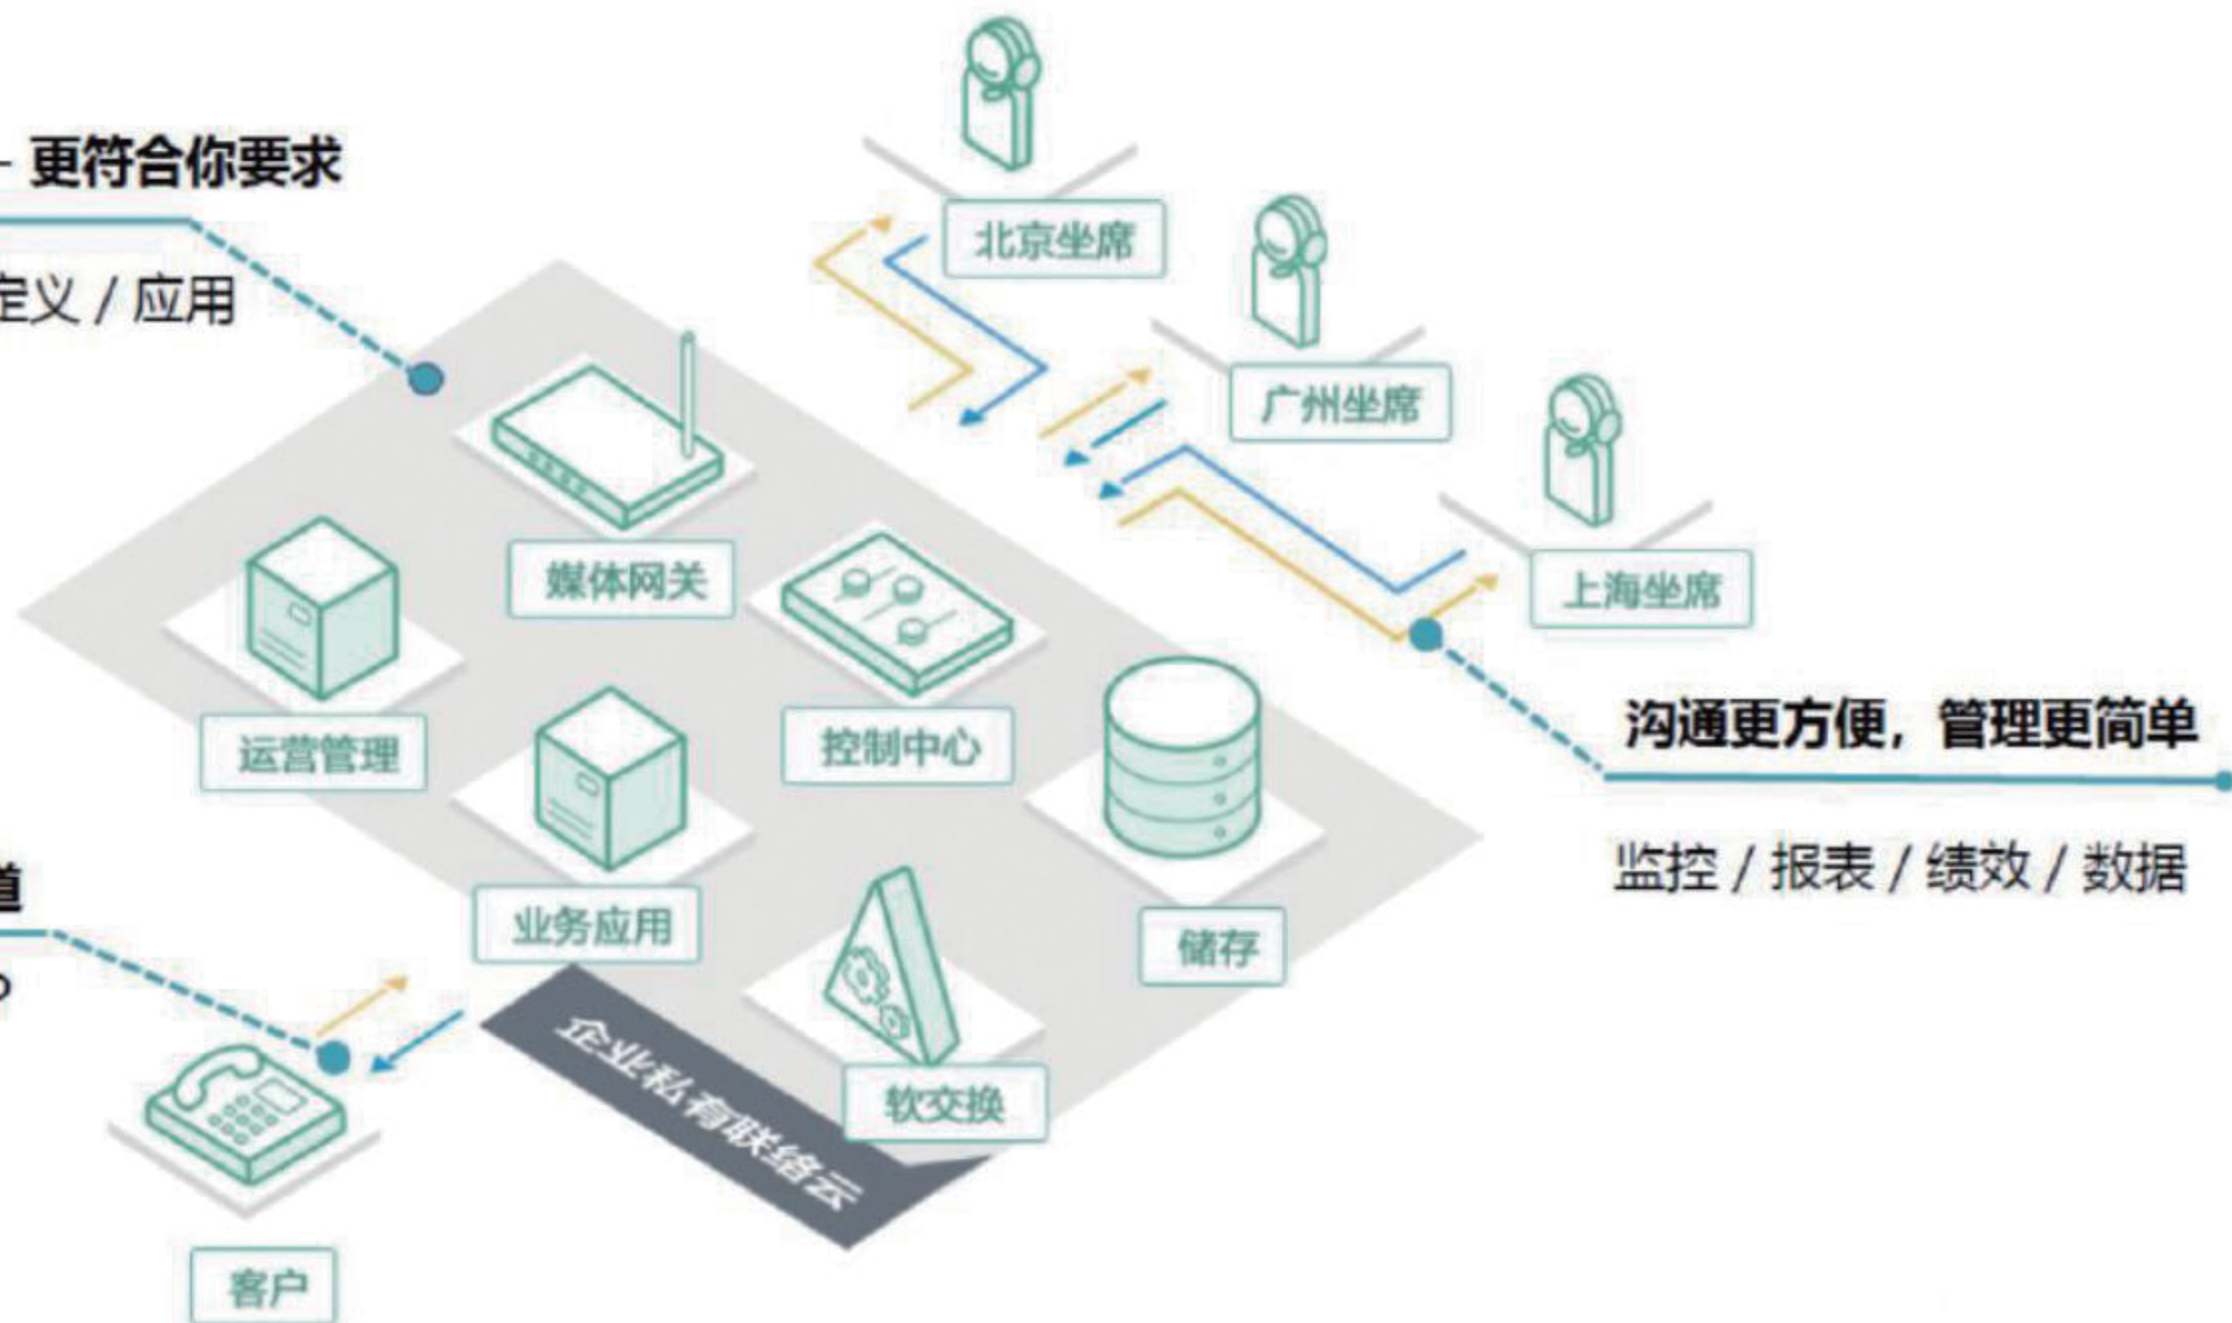 更符合你要求
定义 / 应用
北京坐席
广州坐席
上海坐席
媒体网关
运营管理
控制中心
业务应用
储存
软交换
企业私有联络云
沟通更方便，管理更简单
监控 / 报表 / 绩效 / 数据
道
客户